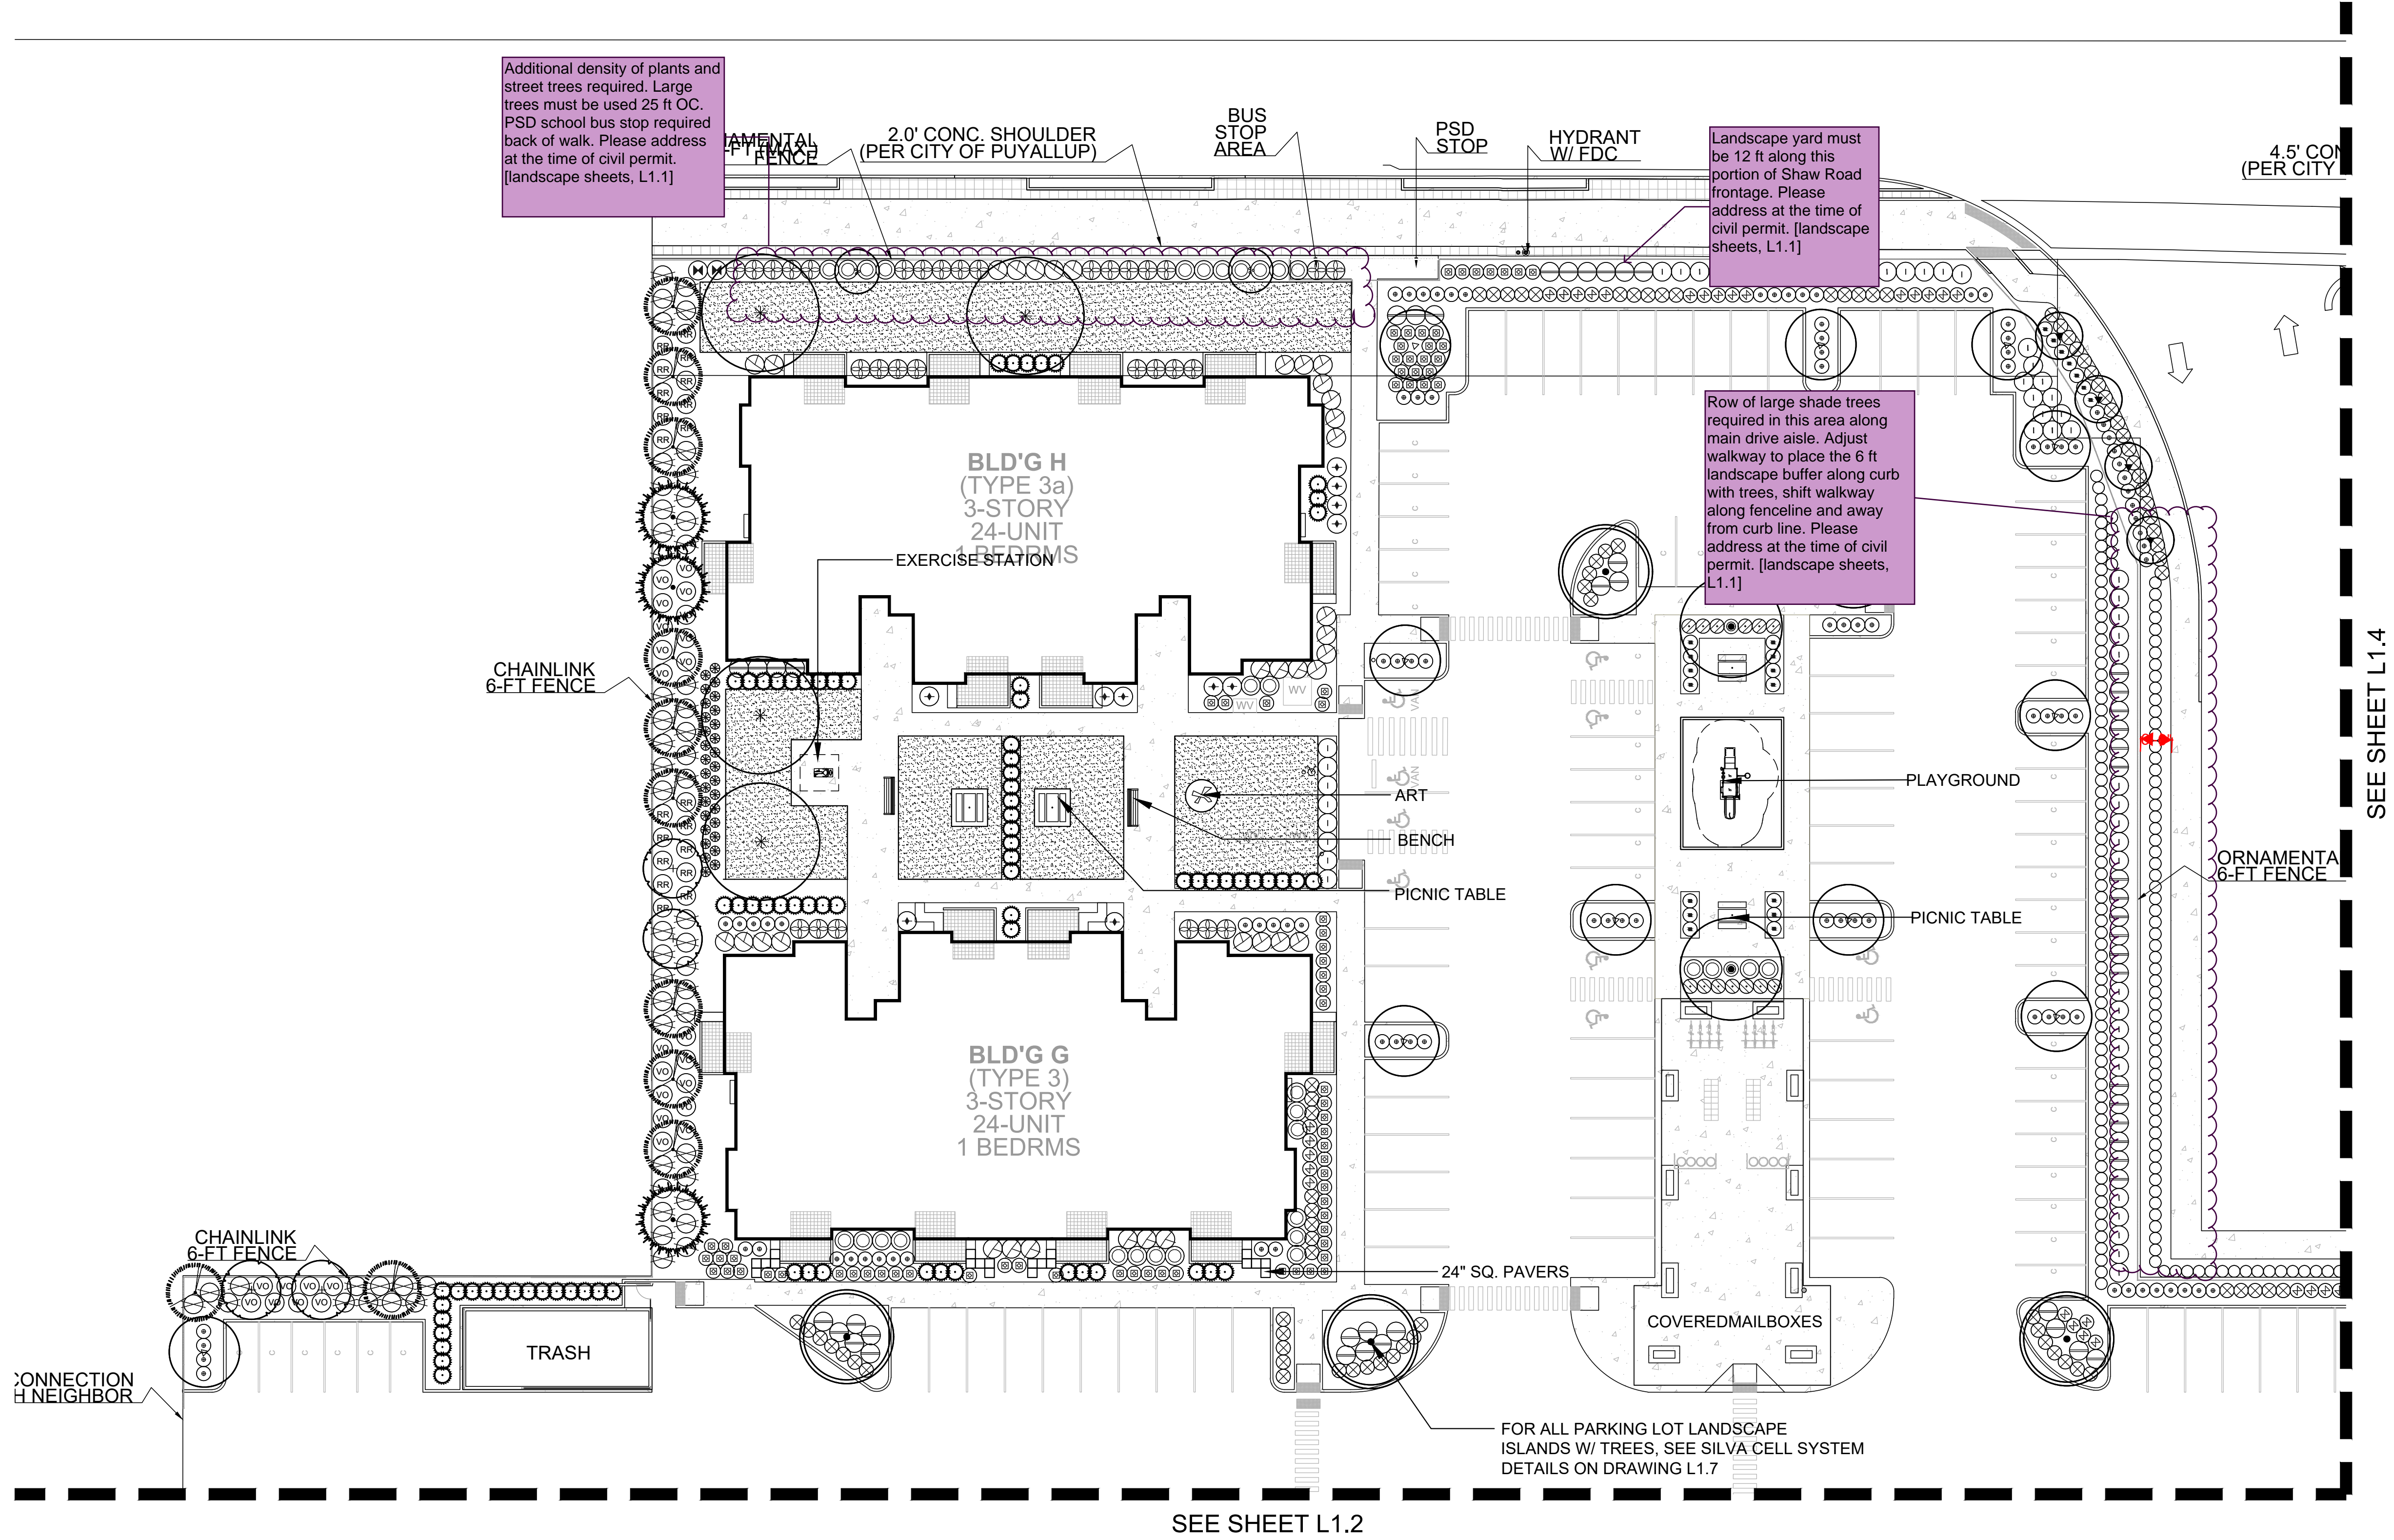 Additional density of plants and
street trees required. Large
trees must be used 25 ft OC.
PSD school bus stop required
back of walk. Please address
at the time of civil permit.
[landscape sheets, L1.1]
FENCE
2.0' CONC. SHOULDER
(PER CITY OF PUYALLUP)
BUS
STOP
AREA
PSD
STOP
HYDRANT
W/ FDC
Landscape yard must
be 12 ft along this
portion of Shaw Road
frontage. Please
address at the time of
civil permit. [landscape
sheets, L1.1]
4.5' CON
(PER CITY
Row of large shade trees
required in this area along
main drive aisle. Adjust
walkway to place the 6 ft
landscape buffer along curb
with trees, shift walkway
along fenceline and away
from curb line. Please
address at the time of civil
permit. [landscape sheets,
L1.1]
BLD'G H
(TYPE 3a)
3-STORY
24-UNIT
1 BEDRMS
EXERCISE STATION
CHAINLINK
6-FT FENCE
SEE SHEET L1.4
PLAYGROUND
ART
BENCH
PICNIC TABLE
ORNAMENTA
6-FT FENCE
PICNIC TABLE
BLD'G G
(TYPE 3)
3-STORY
24-UNIT
1 BEDRMS
CHAINLINK
6-FT FENCE
24" SQ. PAVERS
COVEREDMAILBOXES
TRASH
CONNECTION
H NEIGHBOR
FOR ALL PARKING LOT LANDSCAPE
ISLANDS W/ TREES, SEE SILVA CELL SYSTEM
DETAILS ON DRAWING L1.7
SEE SHEET L1.2